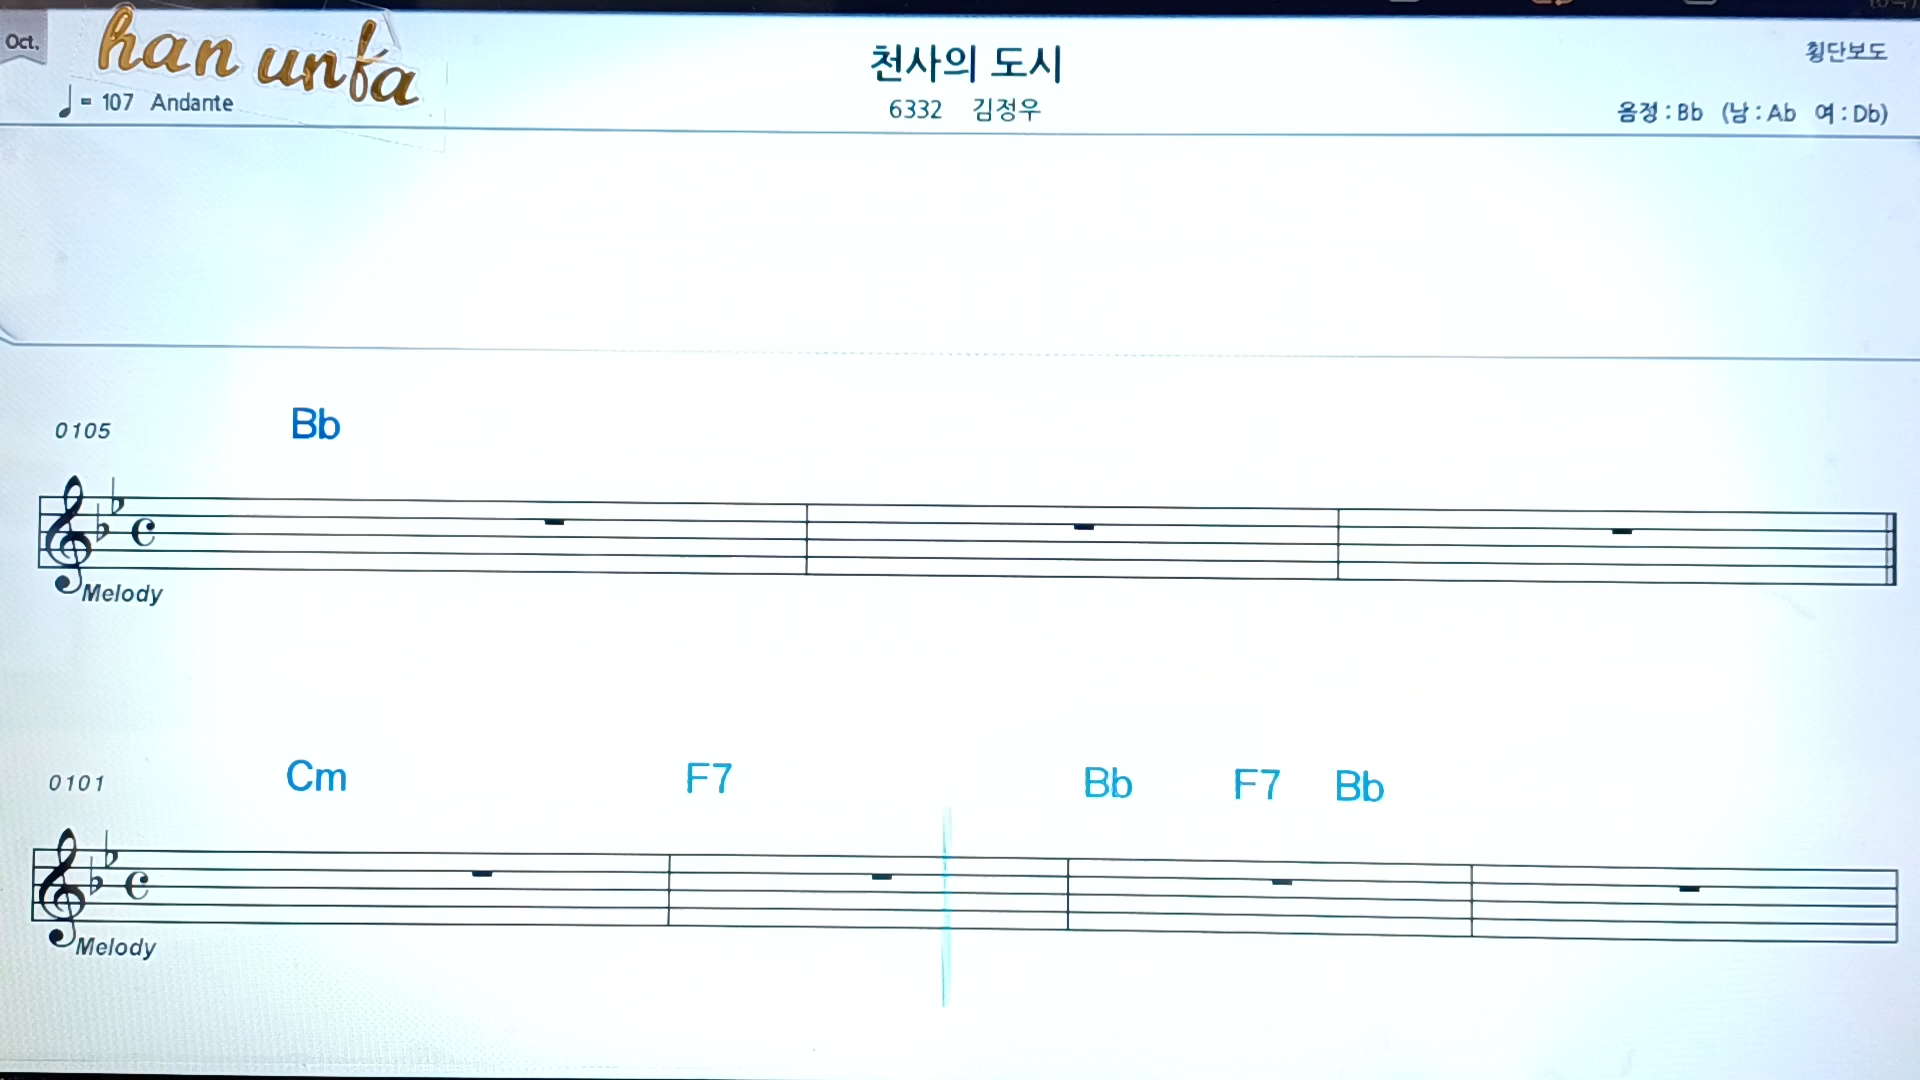 Oct.
han unfa
천사의 도시
횡단보도
♩= 107 Andante
6332 김정우
음정 : Bb (남 : Ab 여 : Db)
0105
Bb
Melody
0101
Cm F7 Bb F7 Bb
Melody